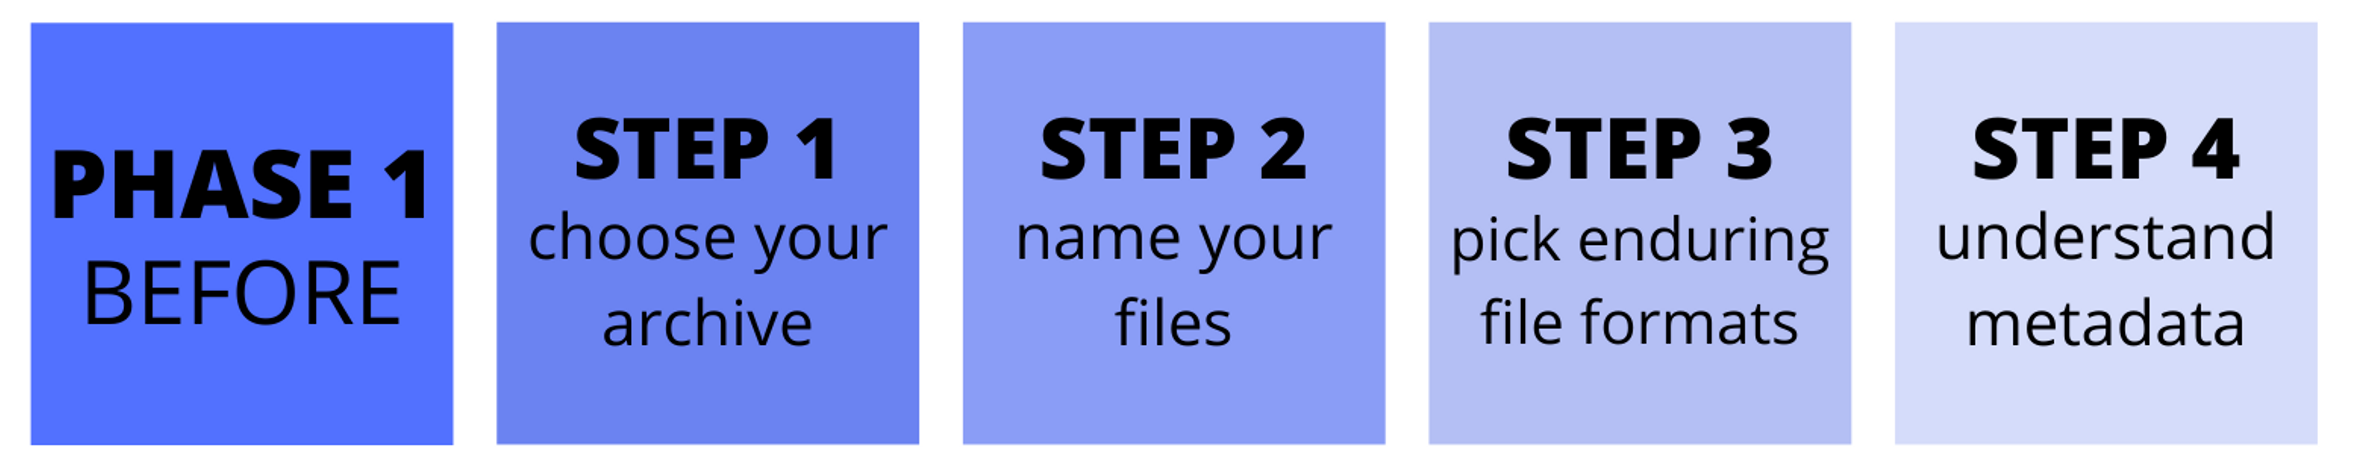 PHASE 1
BEFORE
STEP 1
choose your
archive
STEP 2
name your
files
STEP 3
pick enduring
file formats
STEP 4
understand
metadata